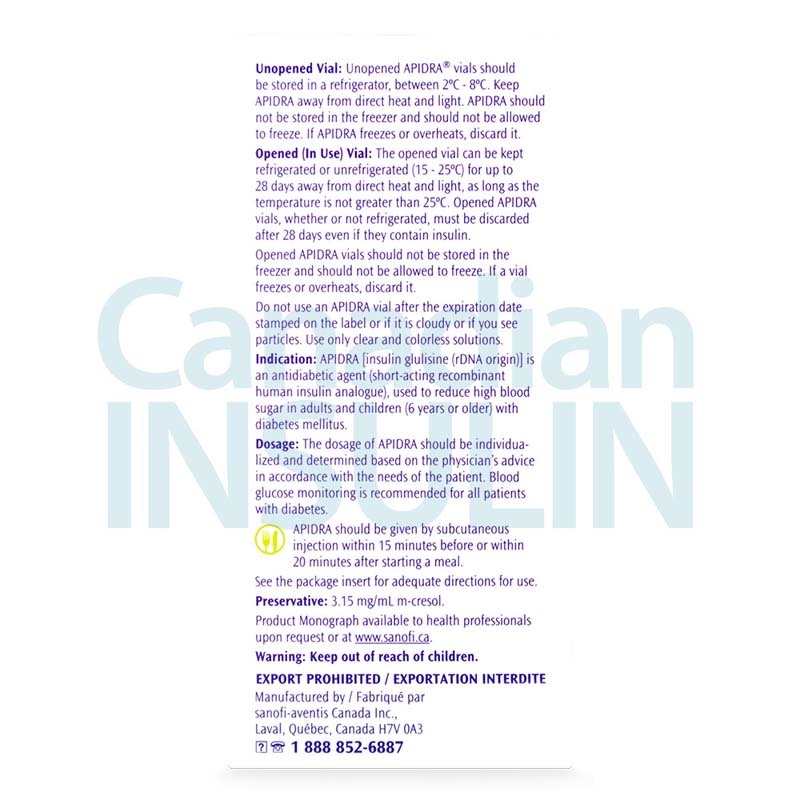 Unopened Vial: Unopened APIDRA® vials should
be stored in a refrigerator, between 2ºC - 8ºC. Keep
APIDRA away from direct heat and light. APIDRA should
not be stored in the freezer and should not be allowed
to freeze. If APIDRA freezes or overheats, discard it.
Opened (In Use) Vial: The opened vial can be kept
refrigerated or unrefrigerated (15 - 25ºC) for up to
28 days away from direct heat and light, as long as the
temperature is not greater than 25ºC. Opened APIDRA
vials, whether or not refrigerated, must be discarded
after 28 days even if they contain insulin.
Opened APIDRA vials should not be stored in the
freezer and should not be allowed to freeze. If a vial
freezes or overheats, discard it.
Do not use an APIDRA vial after the expiration date
stamped on the label or if it is cloudy or if you see
particles. Use only clear and colorless solutions.
Indication: APIDRA [insulin glulisine (rDNA origin)] is
an antidiabetic agent (short-acting recombinant
human insulin analogue), used to reduce high blood
sugar in adults and children (6 years or older) with
diabetes mellitus.
Dosage: The dosage of APIDRA should be individua-
lized and determined based on the physician's advice
in accordance with the needs of the patient. Blood
glucose monitoring is recommended for all patients
with diabetes.
APIDRA should be given by subcutaneous
injection within 15 minutes before or within
20 minutes after starting a meal.
See the package insert for adequate directions for use.
Preservative: 3.15 mg/mL m-cresol.
Product Monograph available to health professionals
upon request or at www.sanofi.ca.
Warning: Keep out of reach of children.
EXPORT PROHIBITED / EXPORTATION INTERDITE
Manufactured by / Fabriqué par
sanofi-aventis Canada Inc.,
Laval, Québec, Canada H7V 0A3
? ☎ 1 888 852-6887
Canadian
INSULIN